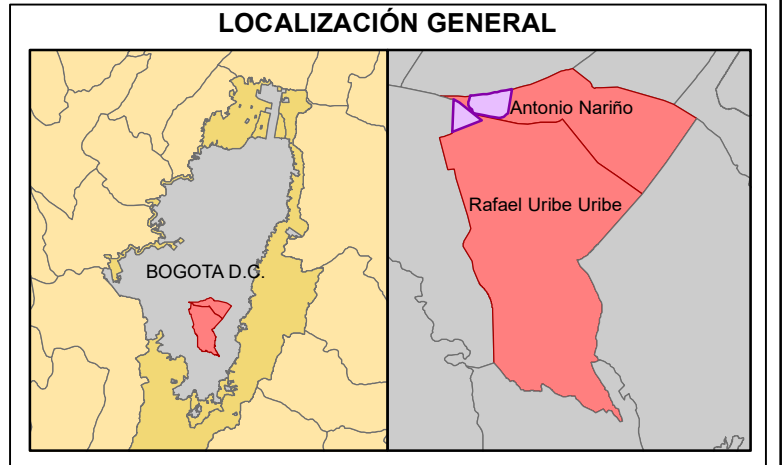 LOCALIZACIÓN GENERAL
BOGOTA D.C.
Antonio Nariño
Rafael Uribe Uribe